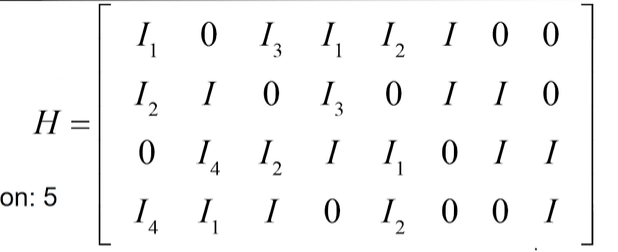 I₁ 0 I₃ I₁ I₂ I 0 0
I₂ I 0 I₃ 0 I I 0
H =
0 I₄ I₂ I I₁ 0 I I
on: 5
I₄ I₁ I 0 I₂ 0 0 I